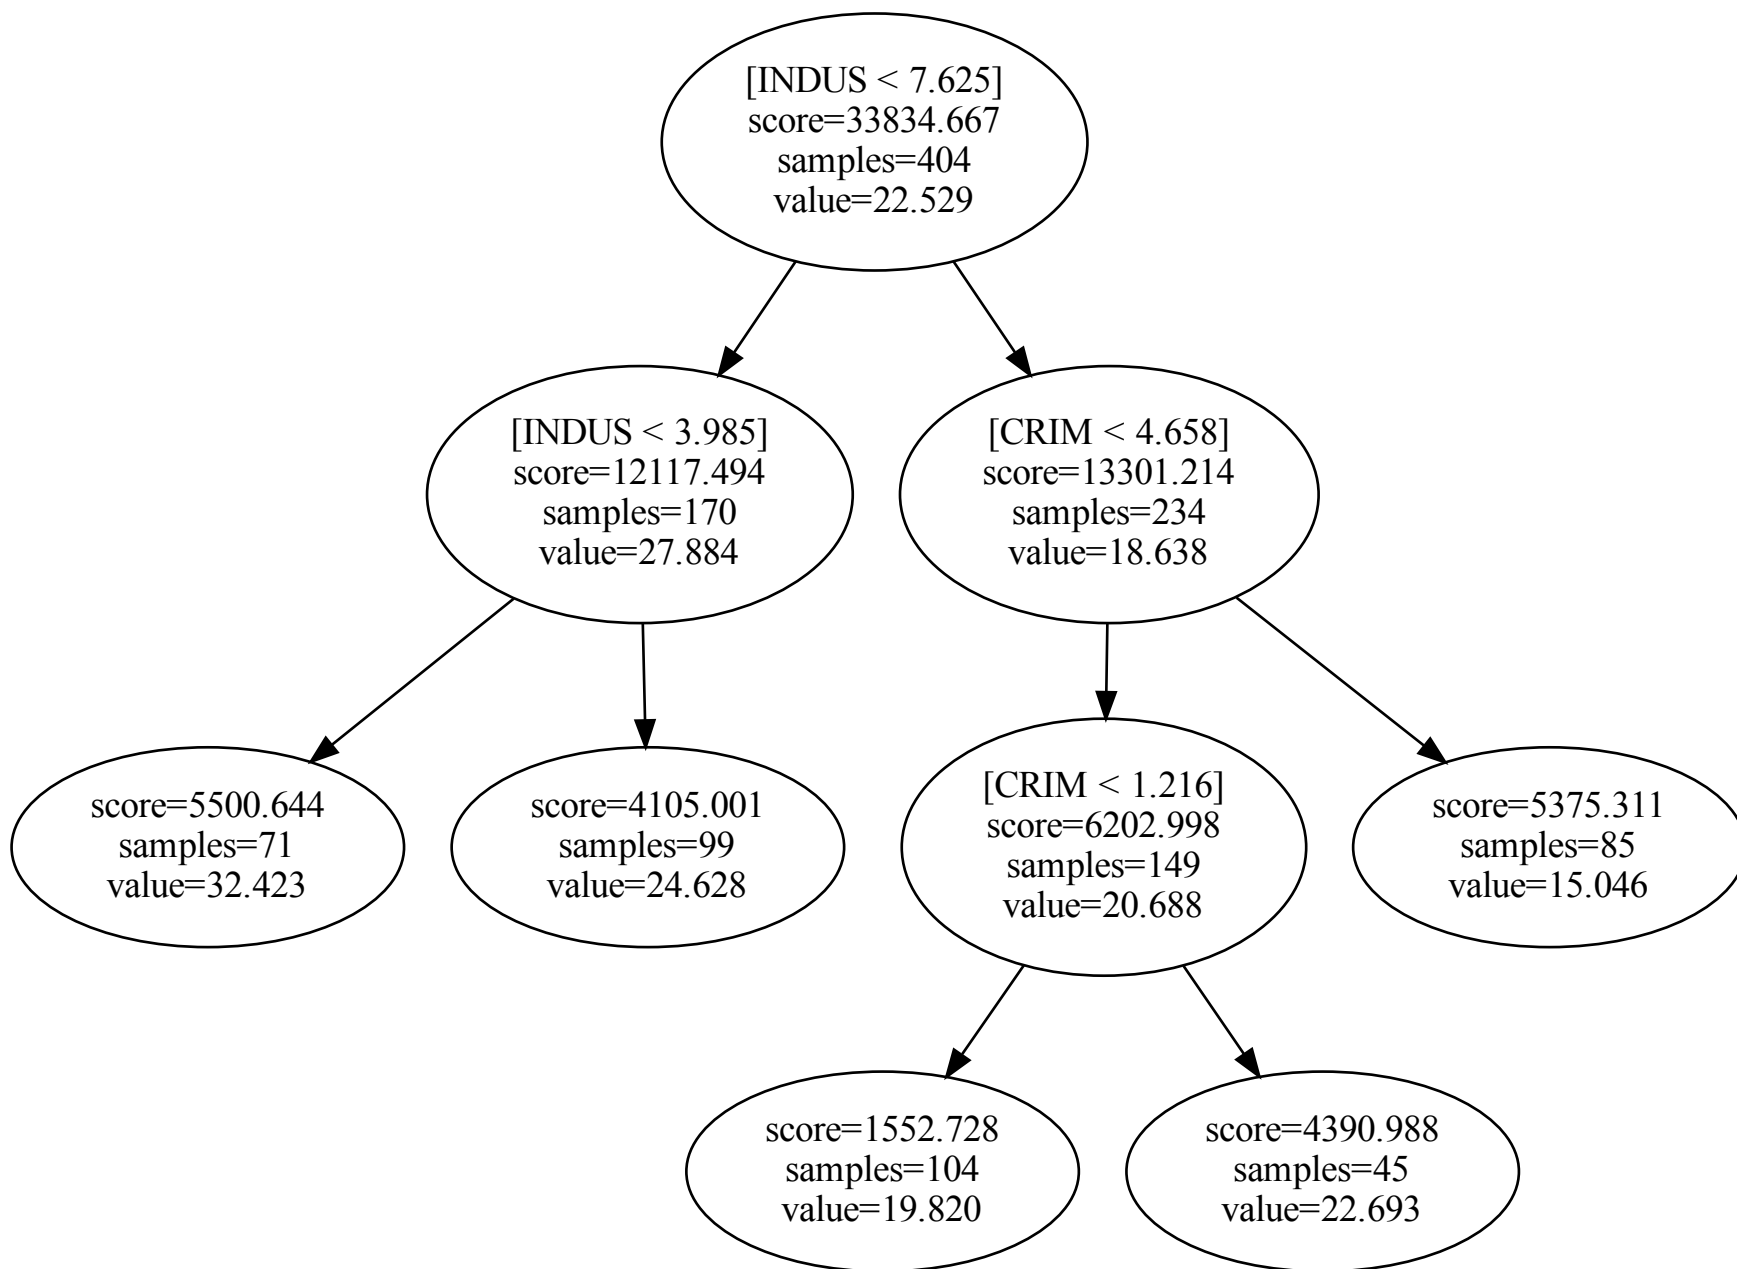 [INDUS < 7.625]
score=33834.667
samples=404
value=22.529
[INDUS < 3.985]
score=12117.494
samples=170
value=27.884
[CRIM < 4.658]
score=13301.214
samples=234
value=18.638
score=5500.644
samples=71
value=32.423
score=4105.001
samples=99
value=24.628
[CRIM < 1.216]
score=6202.998
samples=149
value=20.688
score=5375.311
samples=85
value=15.046
score=1552.728
samples=104
value=19.820
score=4390.988
samples=45
value=22.693